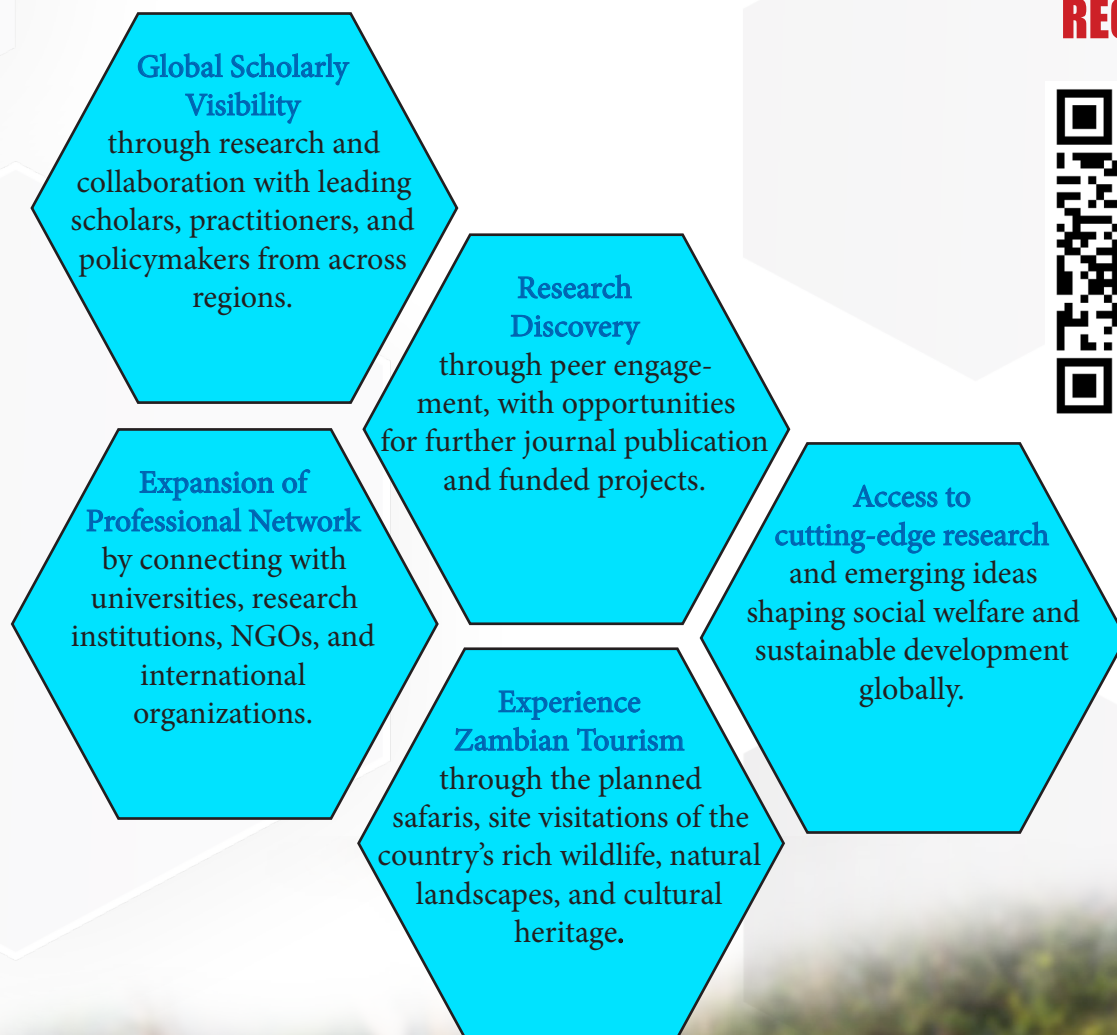 Global Scholarly
Visibility
through research and
collaboration with leading
scholars, practitioners, and
policymakers from across
regions.
Research
Discovery
through peer engage-
ment, with opportunities
for further journal publication
and funded projects.
Expansion of
Professional Network
by connecting with
universities, research
institutions, NGOs, and
international
organizations.
Access to
cutting-edge research
and emerging ideas
shaping social welfare and
sustainable development
globally.
Experience
Zambian Tourism
through the planned
safaris, site visitations of the
country’s rich wildlife, natural
landscapes, and cultural
heritage.